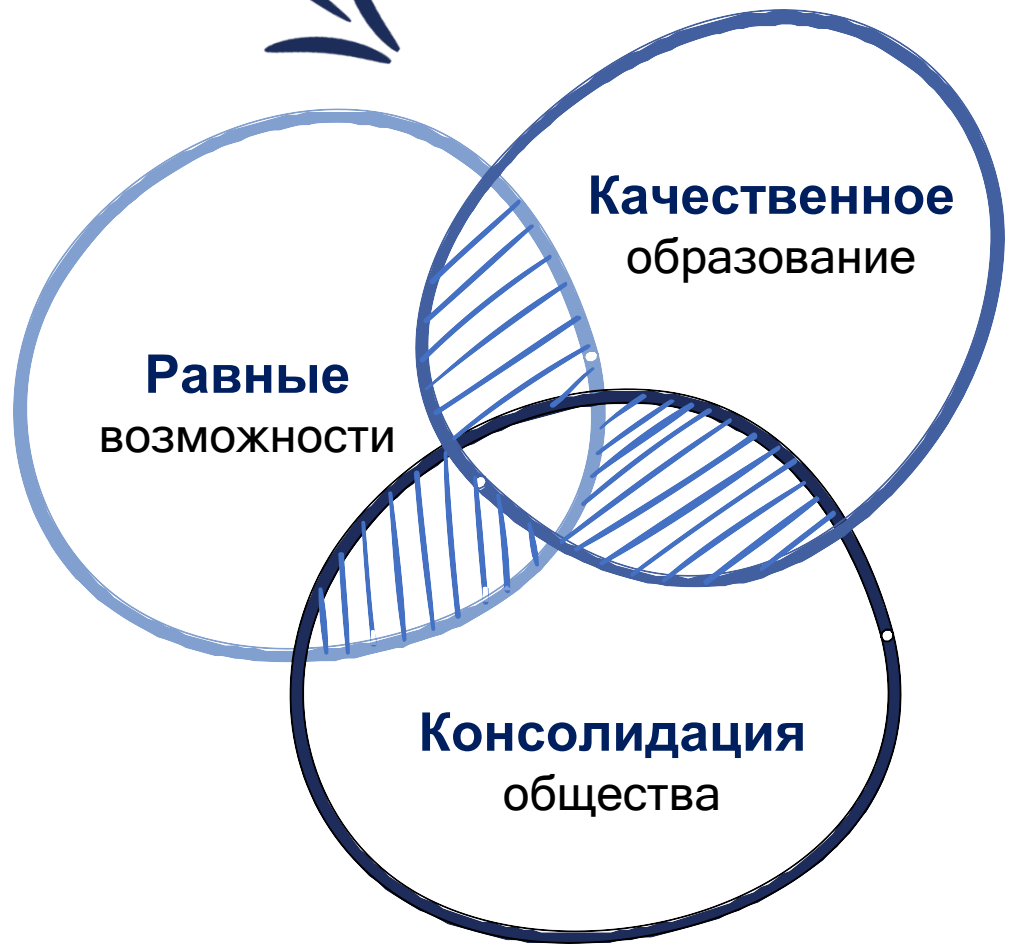 Качественное
образование
Равные
возможности
Консолидация
общества